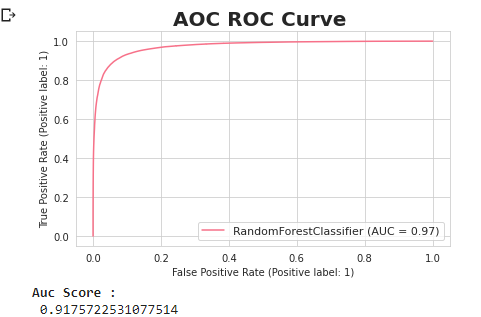 AOC ROC Curve
1.0
0.8
0.6
0.4
0.2
0.0
True Positive Rate (Positive label: 1)
RandomForestClassifier (AUC = 0.97)
0.0 0.2 0.4 0.6 0.8 1.0
False Positive Rate (Positive label: 1)
Auc Score :
0.9175722531077514